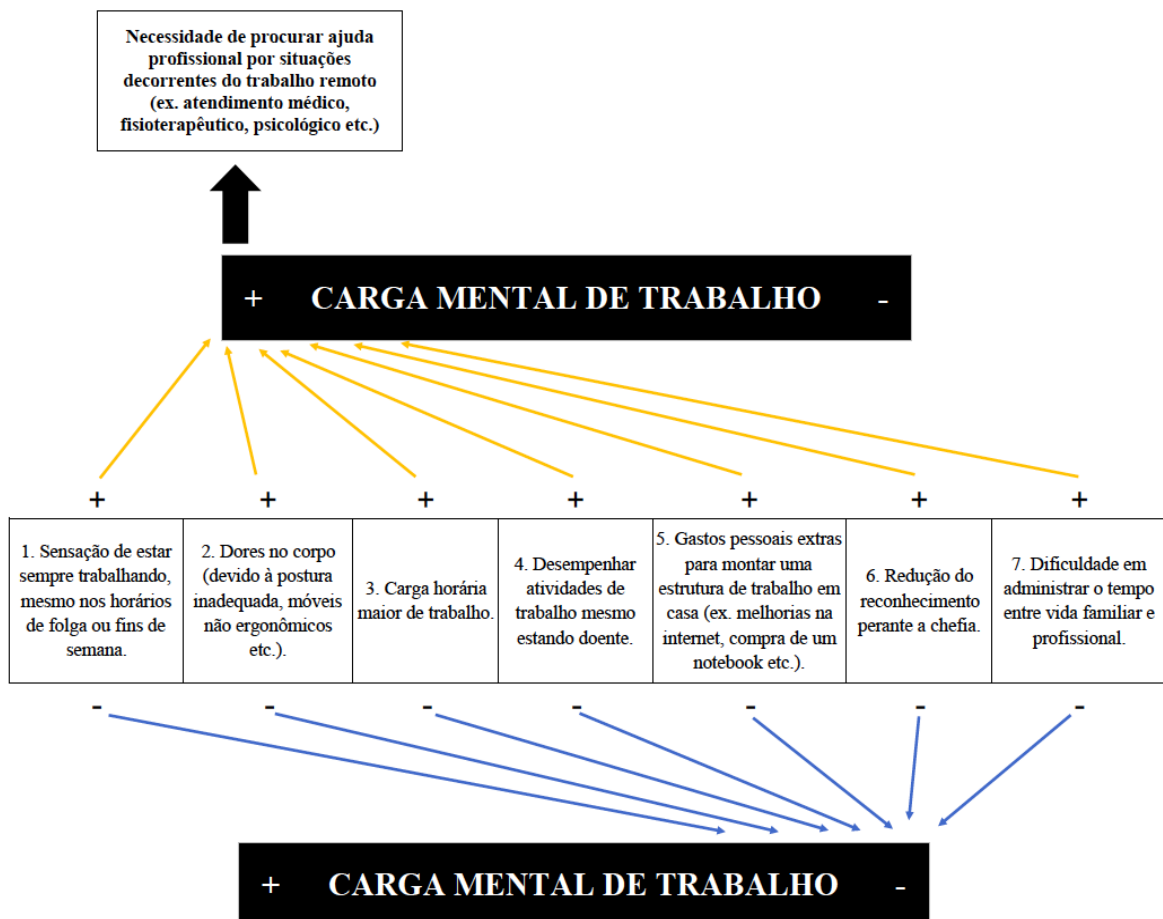 Necessidade de procurar ajuda
profissional por situações
decorrentes do trabalho remoto
(ex. atendimento médico,
fisioterapêutico, psicológico etc.)
+ CARGA MENTAL DE TRABALHO -
+ + + + + + +
1. Sensação de estar
sempre trabalhando,
mesmo nos horários
de folga ou fins de
semana.
2. Dores no corpo
(devido à postura
inadequada, móveis
não ergonômicos
etc.).
3. Carga horária
maior de trabalho.
4. Desempenhar
atividades de
trabalho mesmo
estando doente.
5. Gastos pessoais extras
para montar uma
estrutura de trabalho em
casa (ex. melhorias na
internet, compra de um
notebook etc.).
6. Redução do
reconhecimento
perante a chefia.
7. Dificuldade em
administrar o tempo
entre vida familiar e
profissional.
- - - - - - -
+ CARGA MENTAL DE TRABALHO -